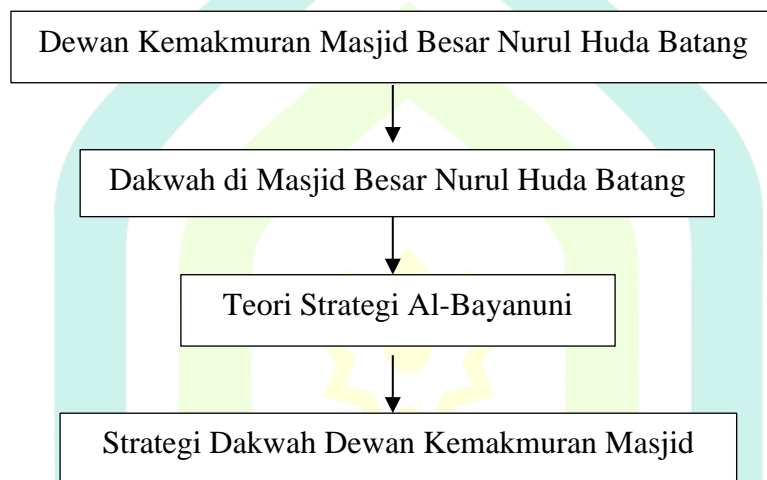 Dewan Kemakmuran Masjid Besar Nurul Huda Batang
Dakwah di Masjid Besar Nurul Huda Batang
Teori Strategi Al-Bayanuni
Strategi Dakwah Dewan Kemakmuran Masjid